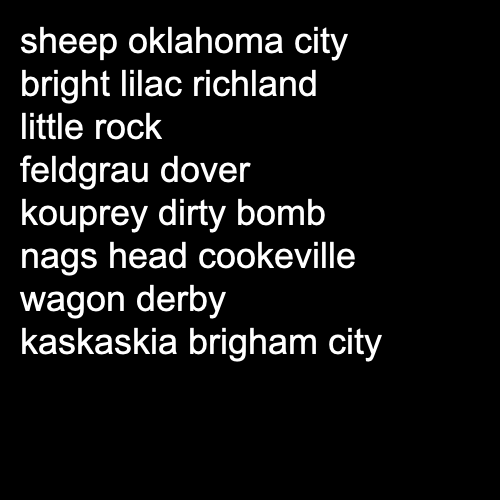 sheep oklahoma city
bright lilac richland
little rock
feldgrau dover
kouprey dirty bomb
nags head cookeville
wagon derby
kaskaskia brigham city